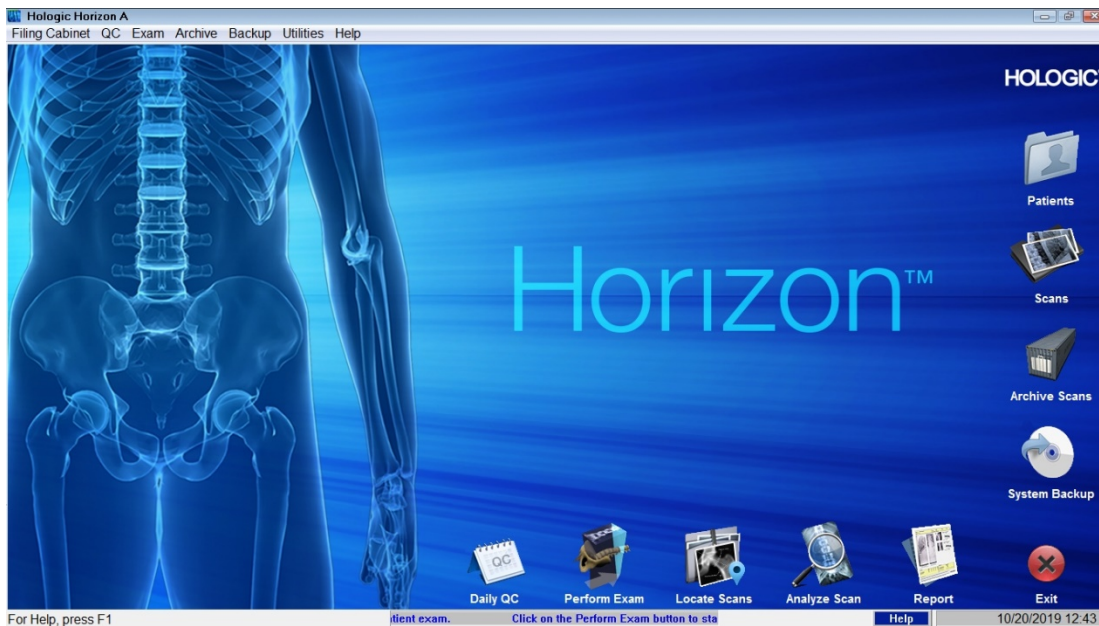 Hologic Horizon A
Filing Cabinet QC Exam Archive Backup Utilities Help
HOLOGIC
Patients
Horizon™
Scans
Archive Scans
System Backup
QC
Daily QC
Perform Exam
Locate Scans
Analyze Scan
Report
Exit
For Help, press F1
tient exam. Click on the Perform Exam button to sta
Help
10/20/2019 12:43